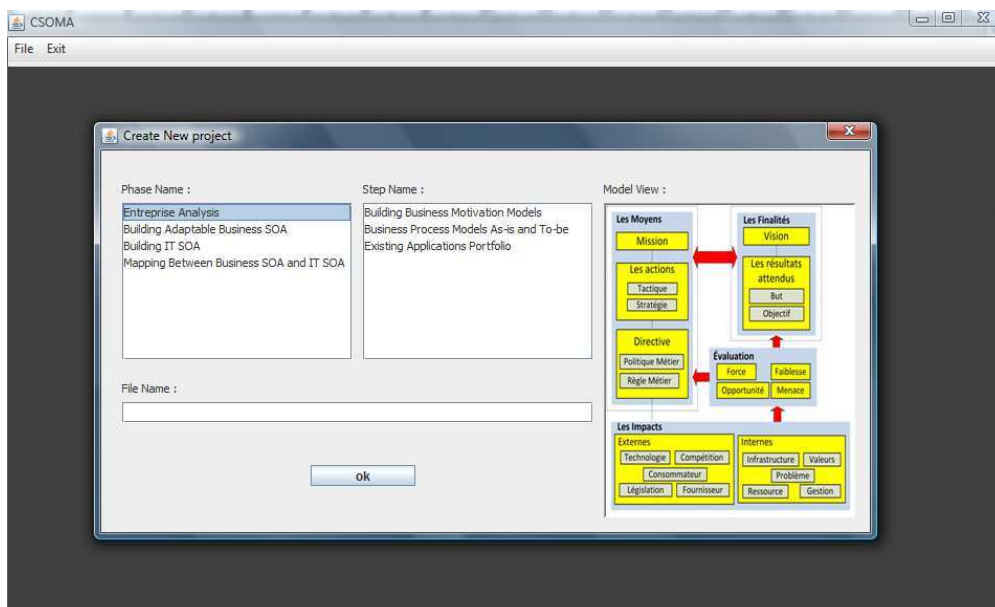 CSOMA
File Exit
Create New project
Phase Name :
Entreprise Analysis
Building Adaptable Business SOA
Building IT SOA
Mapping Between Business SOA and IT SOA
Step Name :
Building Business Motivation Models
Business Process Models As-is and To-be
Existing Applications Portfolio
File Name :
ok
Model View :
Les Moyens
Mission
Les actions
Tactique
Stratégie
Directive
Politique Métier
Règle Métier
Les Finalités
Vision
Les résultats
attendus
But
Objectif
Évaluation
Force Faiblesse
Opportunité Menace
Les Impacts
Externes
Technologie Compétition
Consommateur
Législation Fournisseur
Internes
Infrastructure Valeurs
Problème
Ressource Gestion